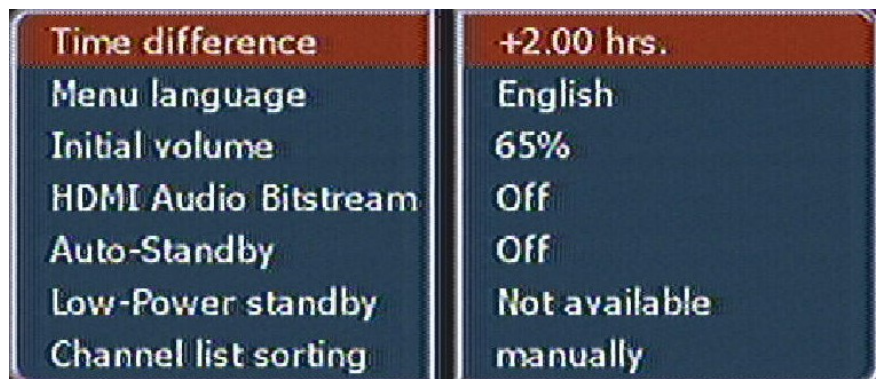 Time difference +2.00 hrs.
Menu language English
Initial volume 65%
HDMI Audio Bitstream Off
Auto-Standby Off
Low-Power standby Not available
Channel list sorting manually